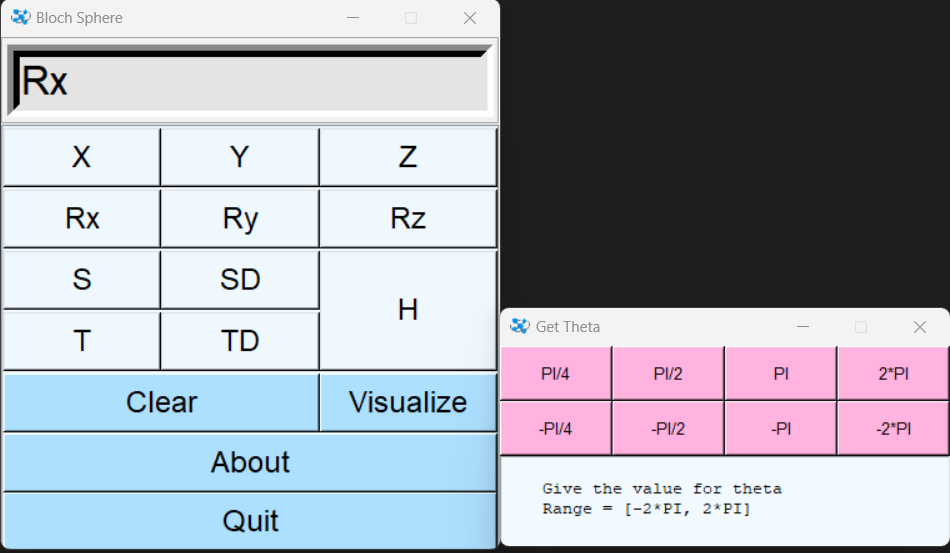 Bloch Sphere
Rx
X Y Z
Rx Ry Rz
S SD
H
T TD
Clear Visualize
About
Quit
Get Theta
PI/4 PI/2 PI 2*PI
-PI/4 -PI/2 -PI -2*PI
Give the value for theta
Range = [-2*PI, 2*PI]